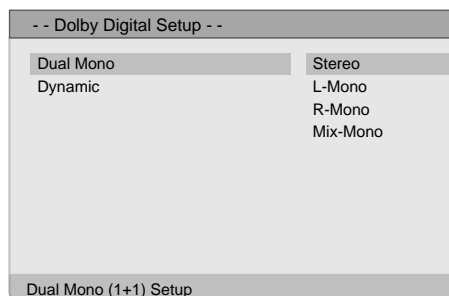 - - Dolby Digital Setup - -
Dual Mono
Stereo
Dynamic
L-Mono
R-Mono
Mix-Mono
Dual Mono (1+1) Setup